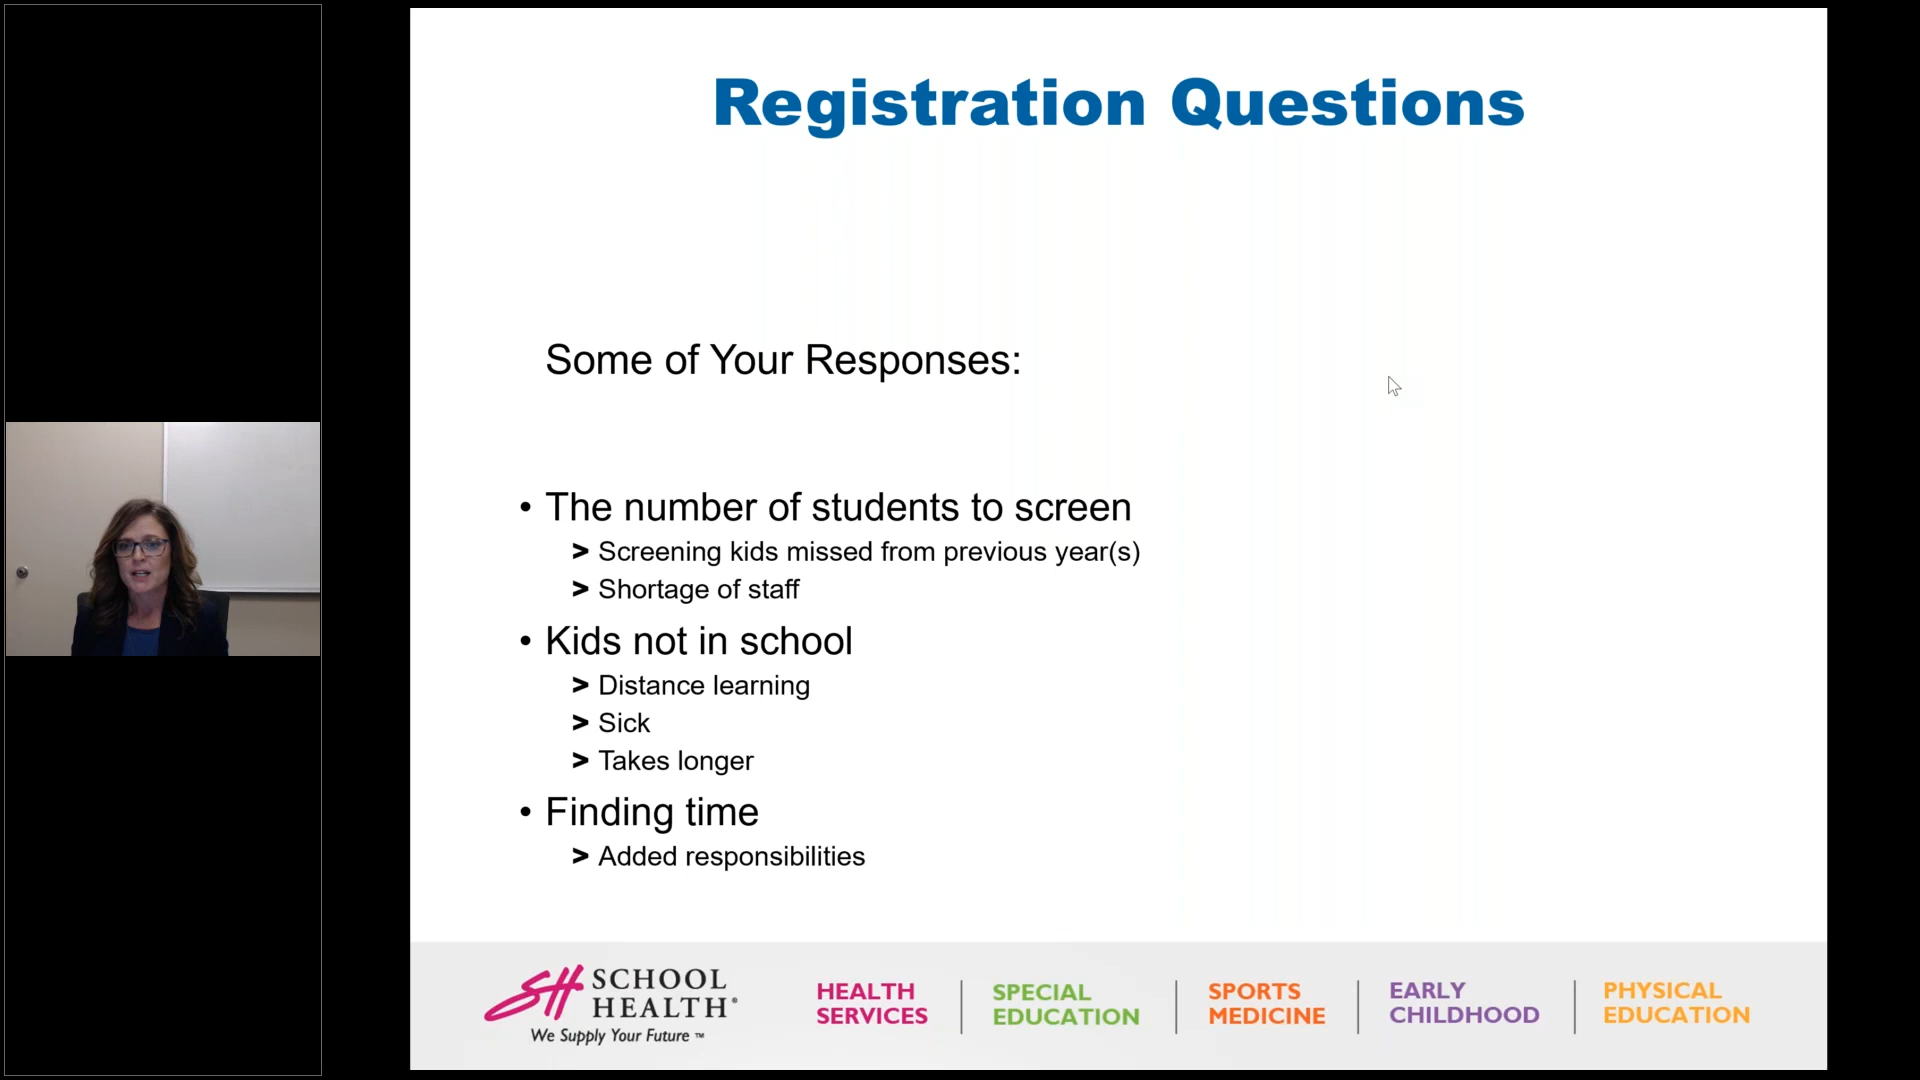 Registration Questions
Some of Your Responses:
• The number of students to screen
> Screening kids missed from previous year(s)
> Shortage of staff
• Kids not in school
> Distance learning
> Sick
> Takes longer
• Finding time
> Added responsibilities
SH SCHOOL HEALTH®
We Supply Your Future ™
HEALTH
SERVICES
SPECIAL
EDUCATION
SPORTS
MEDICINE
EARLY
CHILDHOOD
PHYSICAL
EDUCATION